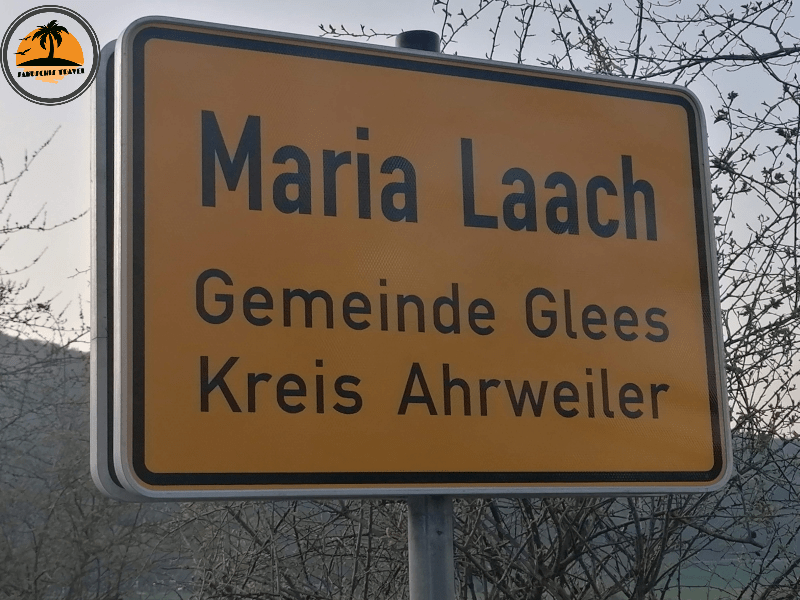 Maria Laach
Gemeinde Glees
Kreis Ahrweiler